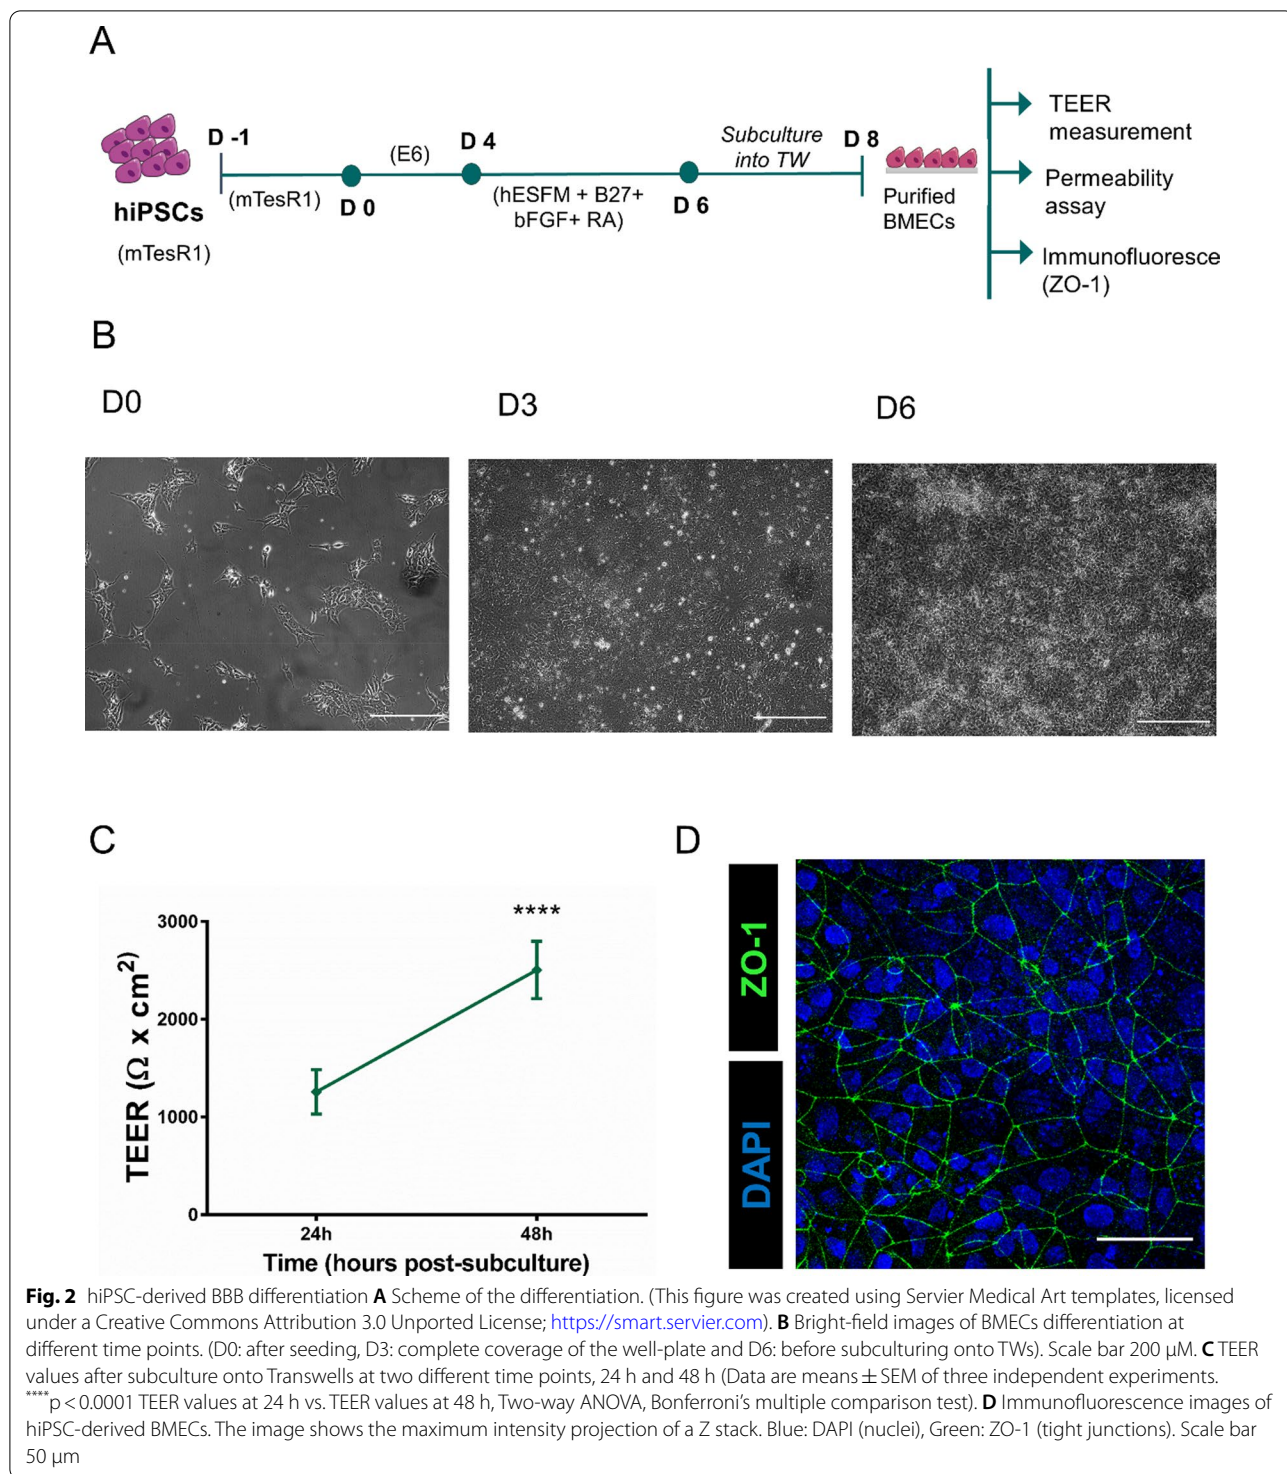 A
hiPSCs
(mTesR1)
D -1
(mTesR1)
D 0
(E6)
D 4
(hESFM + B27+
bFGF+ RA)
D 6
Subculture
into TW
D 8
Purified
BMECs
TEER
measurement
Permeability
assay
Immunofluoresce
(ZO-1)
B
D0
D3
D6
C
TEER (Ω x cm²)
3000
2000
1000
0
****
24h
48h
Time (hours post-subculture)
D
ZO-1
DAPI
Fig. 2 hiPSC-derived BBB differentiation A Scheme of the differentiation. (This figure was created using Servier Medical Art templates, licensed
under a Creative Commons Attribution 3.0 Unported License; https://smart.servier.com). B Bright-field images of BMECs differentiation at
different time points. (D0: after seeding, D3: complete coverage of the well-plate and D6: before subculturing onto TWs). Scale bar 200 μM. C TEER
values after subculture onto Transwells at two different time points, 24 h and 48 h (Data are means ± SEM of three independent experiments.
****p < 0.0001 TEER values at 24 h vs. TEER values at 48 h, Two-way ANOVA, Bonferroni's multiple comparison test). D Immunofluorescence images of
hiPSC-derived BMECs. The image shows the maximum intensity projection of a Z stack. Blue: DAPI (nuclei), Green: ZO-1 (tight junctions). Scale bar
50 μm